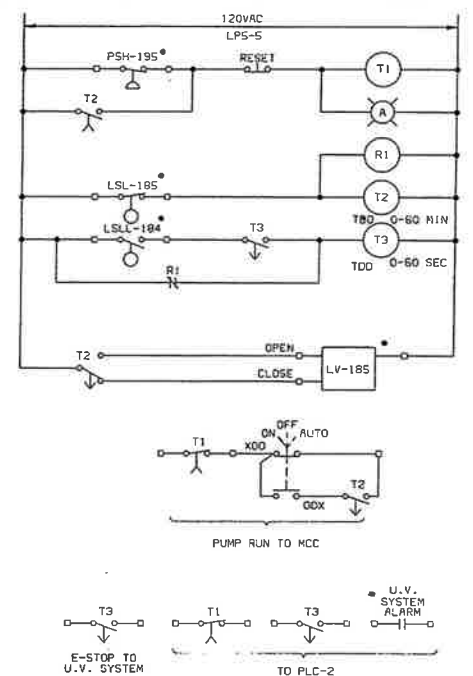 120VAC
LPS-5
PSH-195
RESET
T1
T2
A
R1
LSL-185
T2
TBD 0-60 MIN
LSLL-184
T3
T3
TDD 0-60 SEC
R1
OPEN
T2
LV-185
CLOSE
OFF
ON AUTO
T1
XOO
T2
OOX
PUMP RUN TO MCC
U.V.
SYSTEM
ALARM
T3 T1 T3
E-STOP TO
U.V. SYSTEM
TO PLC-2